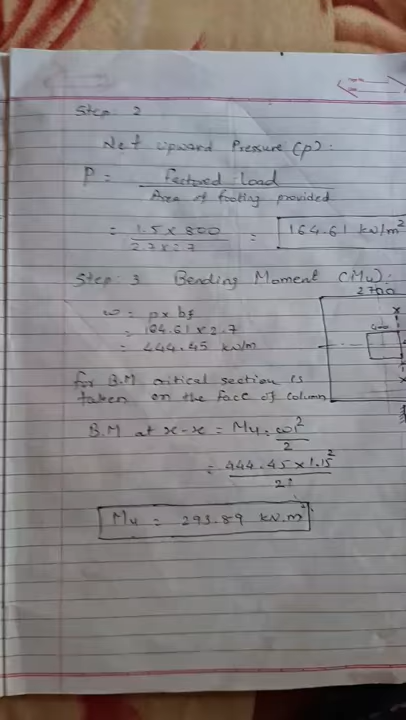 Step: 2
Net upward Pressure (p):
P = Factored load
Area of footing provided
= 1.5 x 800
2.7 x 2.7
= 164.61 kN/m²
Step: 3 Bending Moment (Mu):
2700
ω = p x bf
= 164.61 x 2.7
= 444.45 kN/m
400
x
For B.M critical section is
taken on the face of column
x
B.M at x-x = Mu = ωl²
2
= 444.45 x 1.15²
2
Mu = 293.89 kN.m